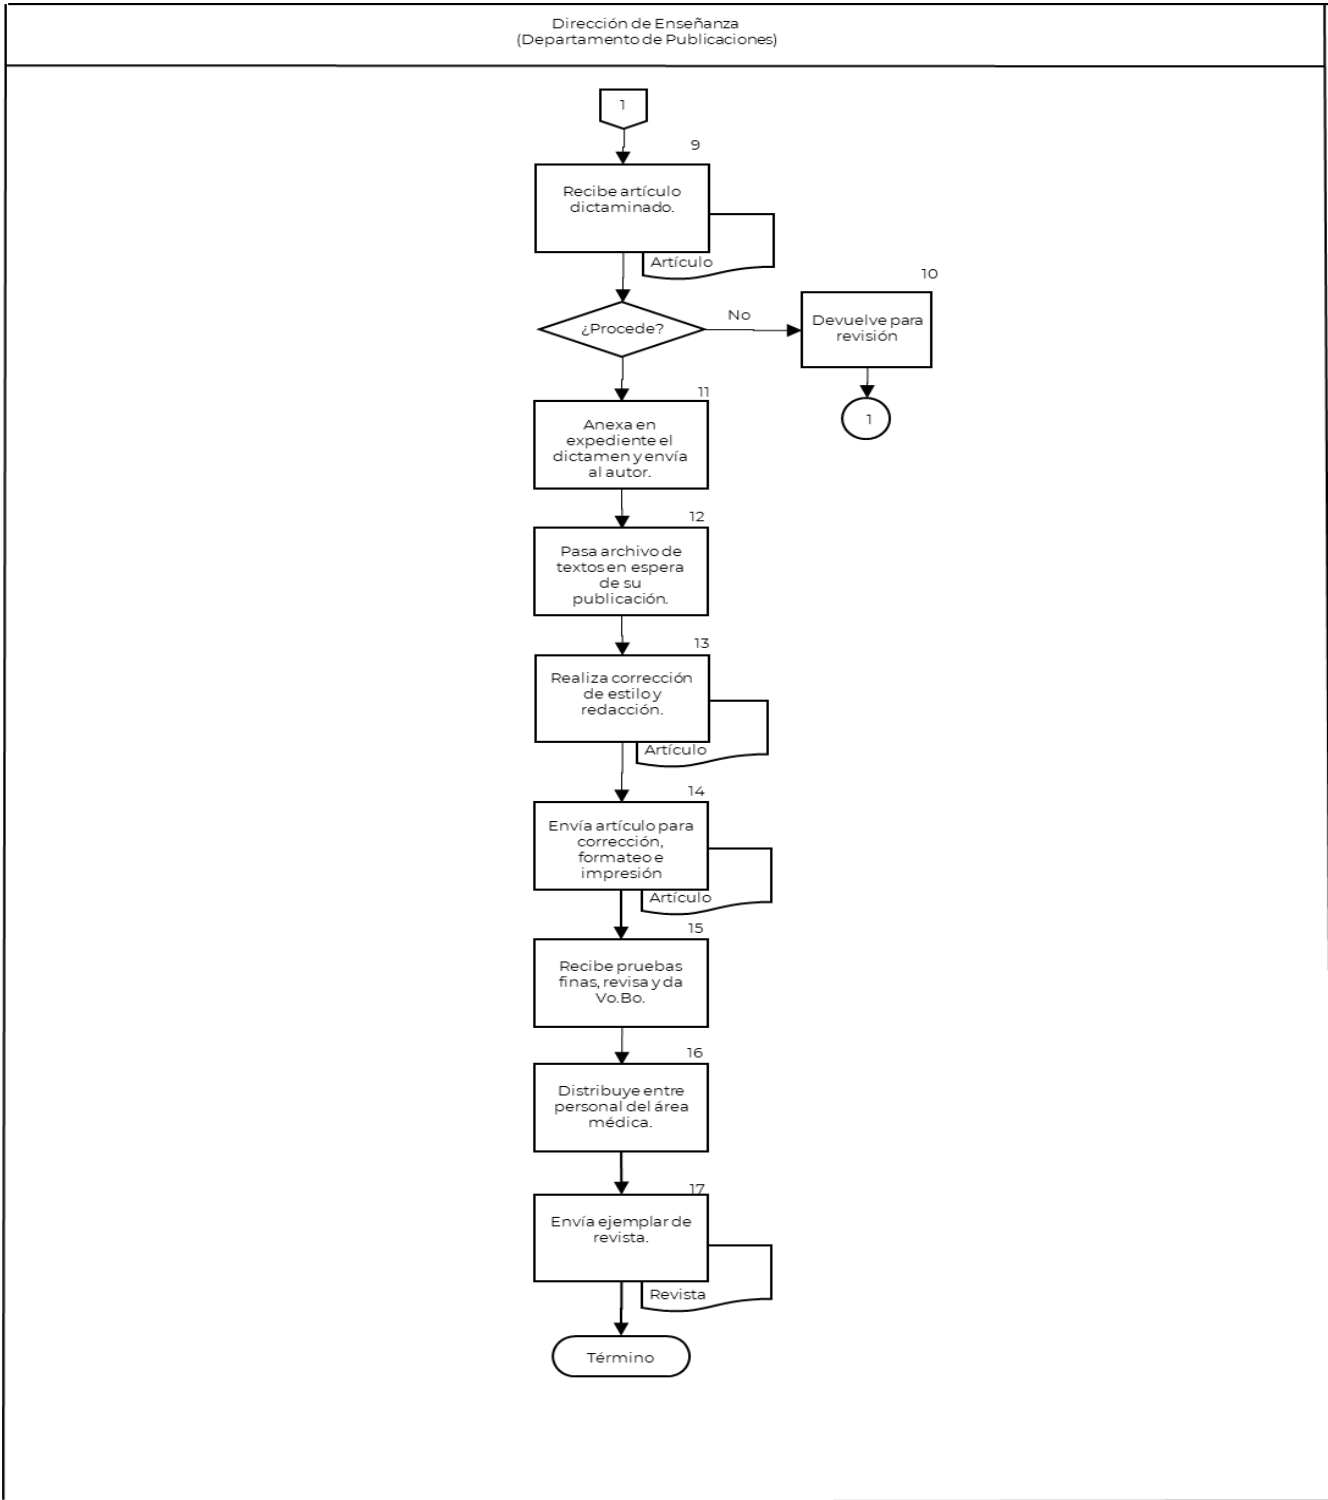 Dirección de Enseñanza
(Departamento de Publicaciones)
1
9
Recibe artículo
dictaminado.
Artículo
10
¿Procede?
No
Devuelve para
revisión
1
11
Anexa en
expediente el
dictamen y envía
al autor.
12
Pasa archivo de
textos en espera
de su
publicación.
13
Realiza corrección
de estilo y
redacción.
Artículo
14
Envía artículo para
corrección,
formateo e
impresión
Artículo
15
Recibe pruebas
finas, revisa y da
Vo.Bo.
16
Distribuye entre
personal del área
médica.
17
Envía ejemplar de
revista.
Revista
Término